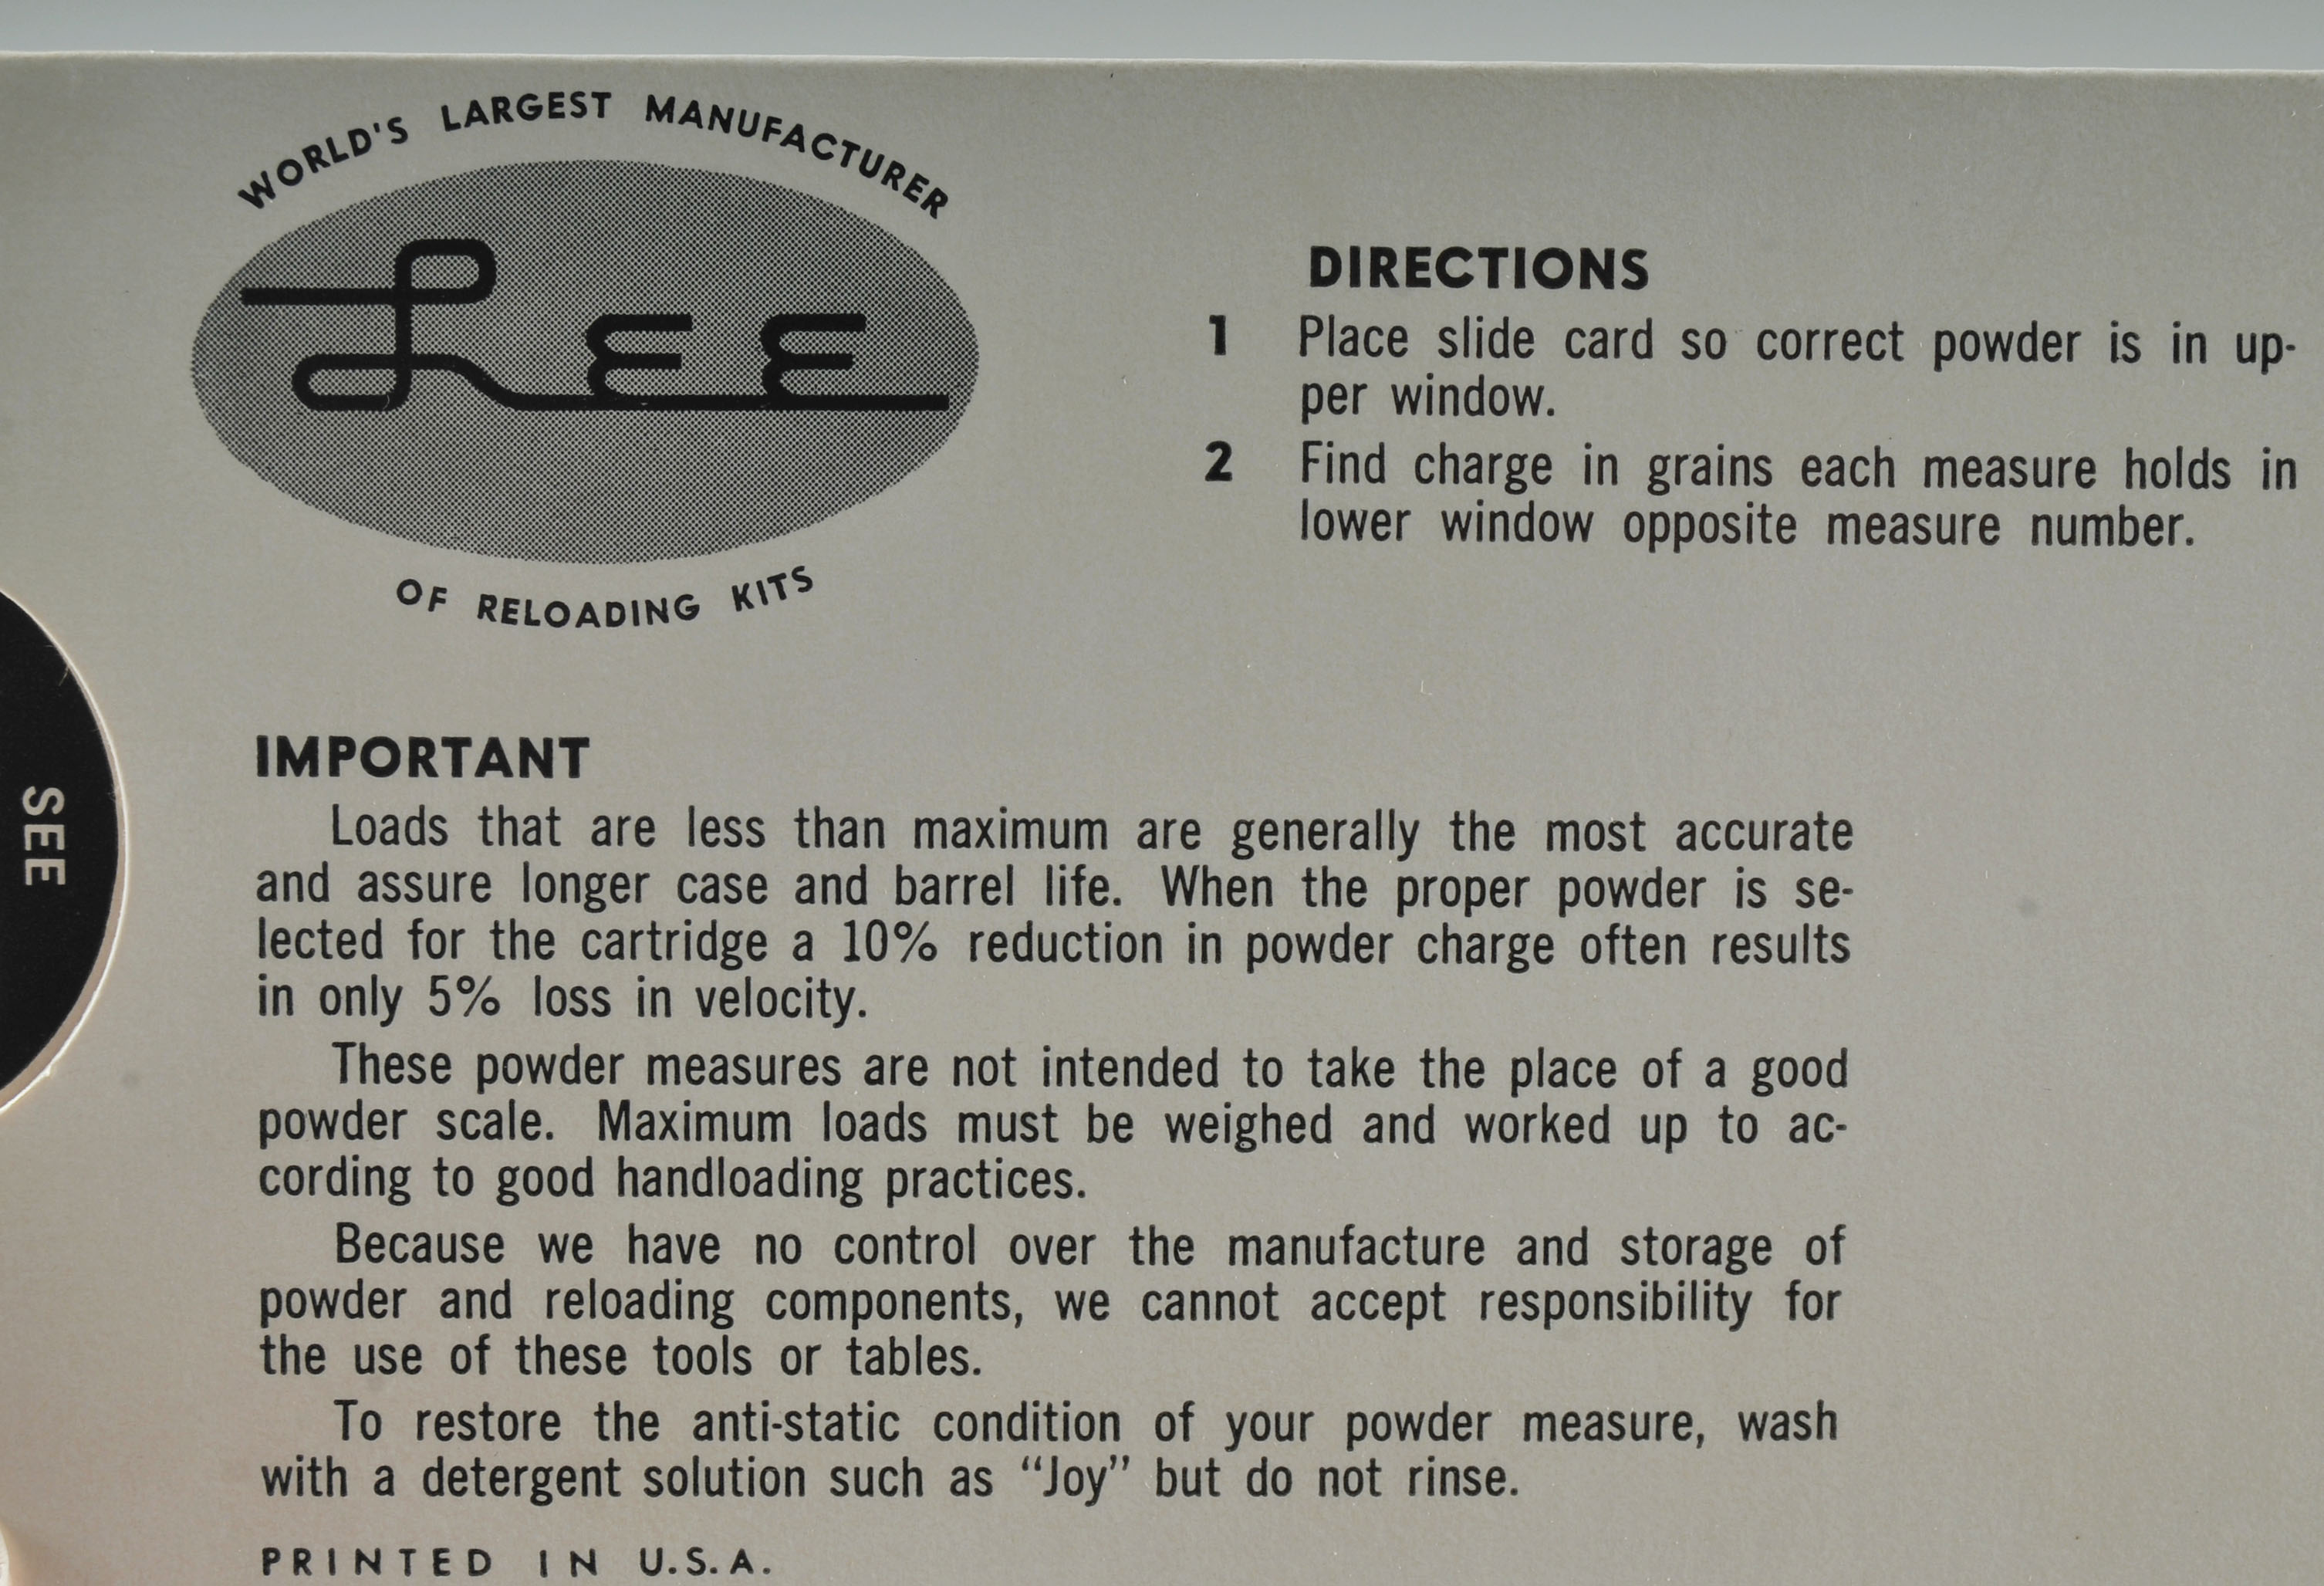 WORLD'S LARGEST MANUFACTURER
Lee
OF RELOADING KITS
DIRECTIONS
1 Place slide card so correct powder is in up-
per window.
2 Find charge in grains each measure holds in
lower window opposite measure number.
SEE
IMPORTANT
Loads that are less than maximum are generally the most accurate
and assure longer case and barrel life. When the proper powder is se-
lected for the cartridge a 10% reduction in powder charge often results
in only 5% loss in velocity.
These powder measures are not intended to take the place of a good
powder scale. Maximum loads must be weighed and worked up to ac-
cording to good handloading practices.
Because we have no control over the manufacture and storage of
powder and reloading components, we cannot accept responsibility for
the use of these tools or tables.
To restore the anti-static condition of your powder measure, wash
with a detergent solution such as “Joy” but do not rinse.
PRINTED IN U.S.A.